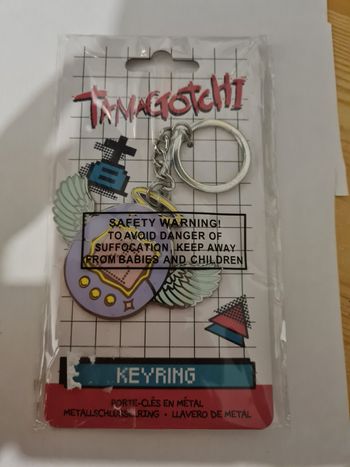 TAMAGOTCHI
SAFETY WARNING!
TO AVOID DANGER OF
SUFFOCATION ,KEEP AWAY
FROM BABIES AND CHILDREN
KEYRING
PORTE-CLÉS EN MÉTAL
METALLSCHLÜSSELRING • LLAVERO DE METAL